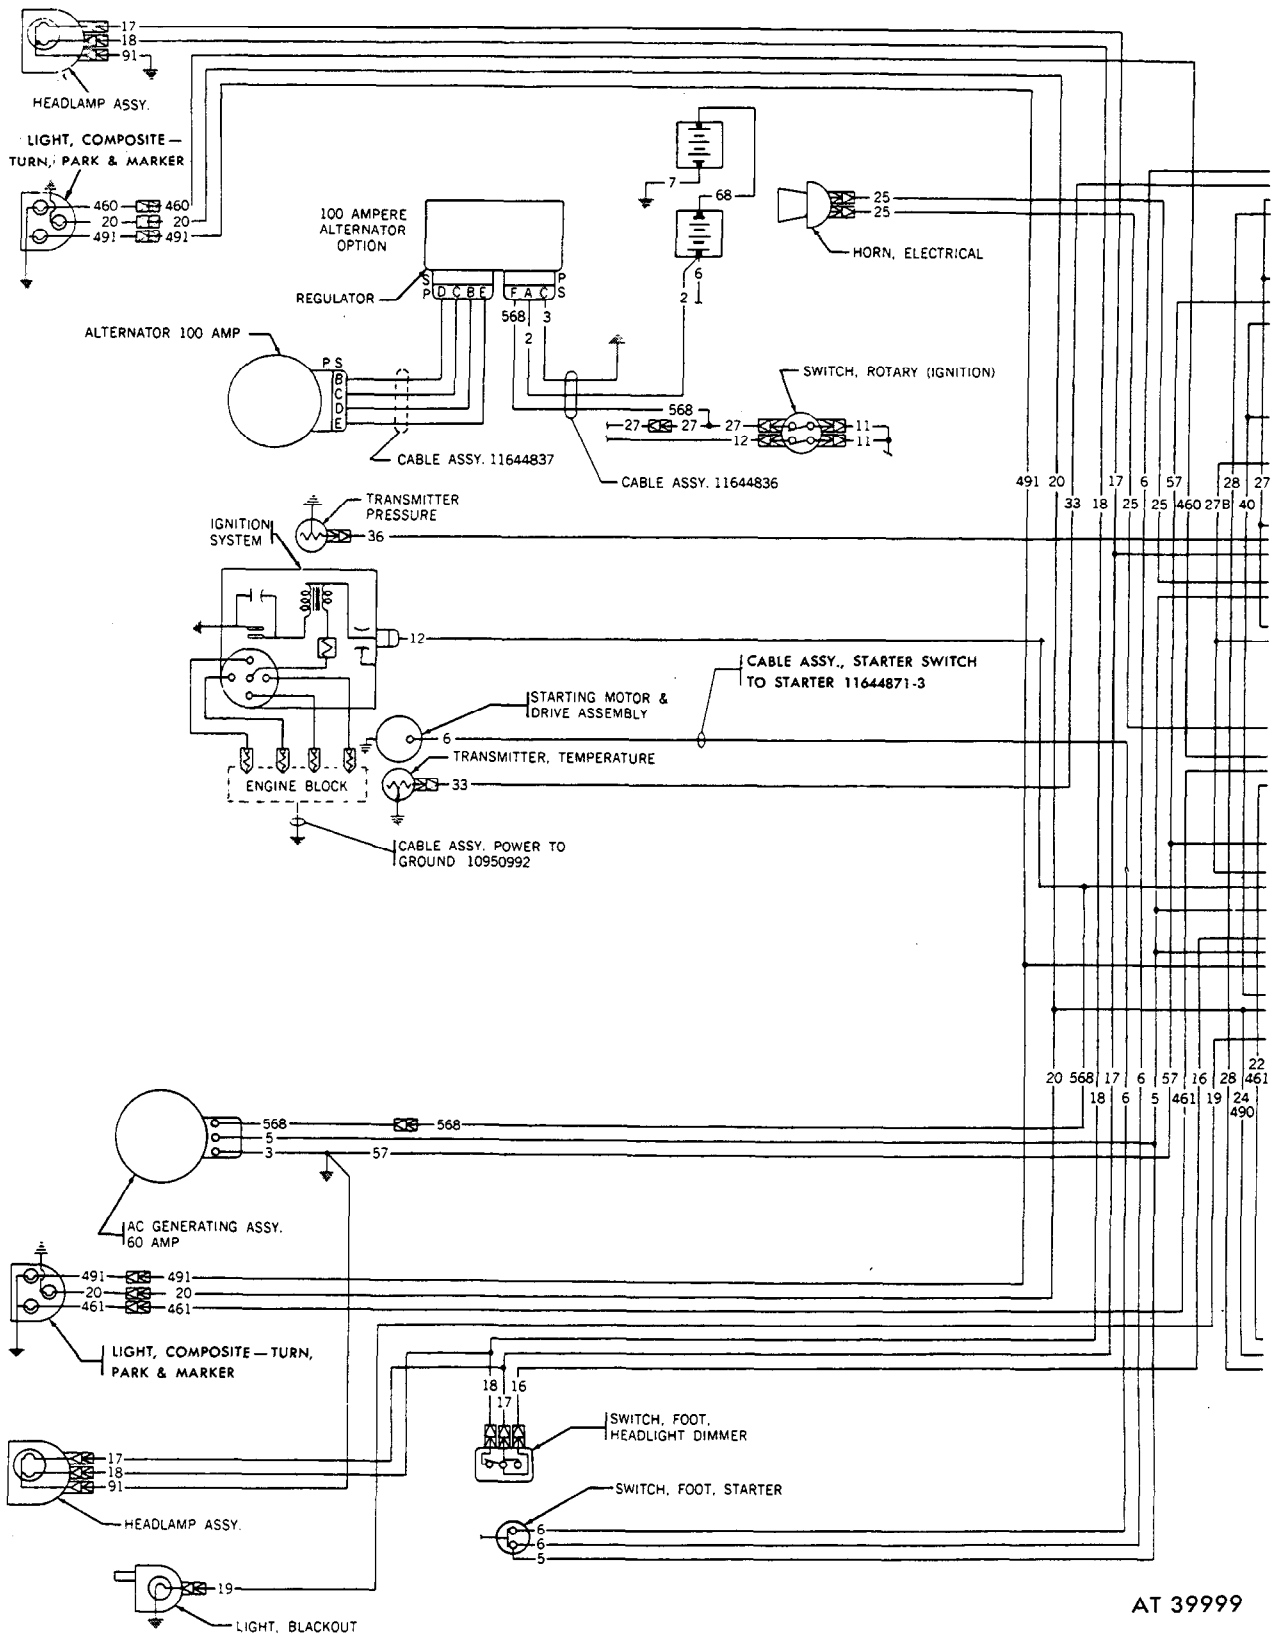 17
18
91
HEADLAMP ASSY.
LIGHT, COMPOSITE—
TURN, PARK & MARKER
460 460
20 20
491 491
100 AMPERE
ALTERNATOR
OPTION
REGULATOR
S
P
D C B E
F A C
P
S
568 3
2
7
68
6
2
25
25
HORN, ELECTRICAL
ALTERNATOR 100 AMP
P S
B
C
D
E
CABLE ASSY. 11644837
CABLE ASSY. 11644836
SWITCH, ROTARY (IGNITION)
568
27 27 27 11
12 11
491 20 17 6 57 28 27
33 18 25 25 460 27B 40
TRANSMITTER
PRESSURE
36
IGNITION
SYSTEM
12
CABLE ASSY., STARTER SWITCH
TO STARTER 11644871-3
STARTING MOTOR &
DRIVE ASSEMBLY
6
TRANSMITTER, TEMPERATURE
33
ENGINE BLOCK
CABLE ASSY. POWER TO
GROUND 10950992
22
20 568 17 6 57 16 28 461
18 6 5 461 19 24
490
568 568
5
3 57
AC GENERATING ASSY.
60 AMP
491 491
20 20
461 461
LIGHT, COMPOSITE—TURN,
PARK & MARKER
18 16
17
SWITCH, FOOT,
HEADLIGHT DIMMER
17
18
91
HEADLAMP ASSY.
SWITCH, FOOT, STARTER
6
6
5
19
LIGHT, BLACKOUT
AT 39999